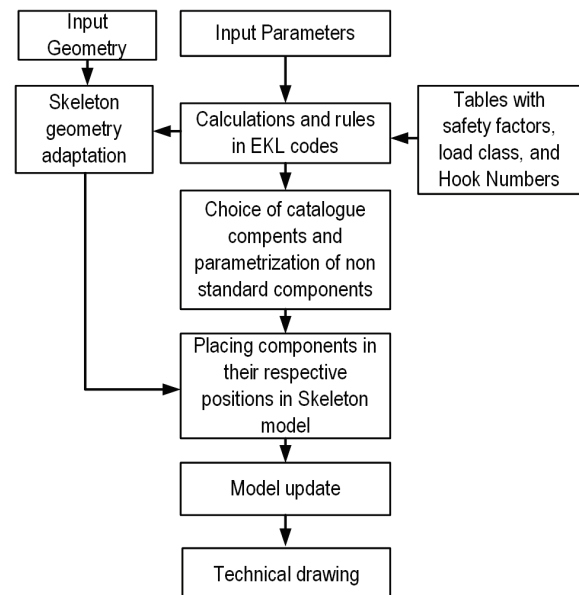 Input
Geometry
Input Parameters
Skeleton
geometry
adaptation
Calculations and rules
in EKL codes
Tables with
safety factors,
load class, and
Hook Numbers
Choice of catalogue
compents and
parametrization of non
standard components
Placing components in
their respective
positions in Skeleton
model
Model update
Technical drawing